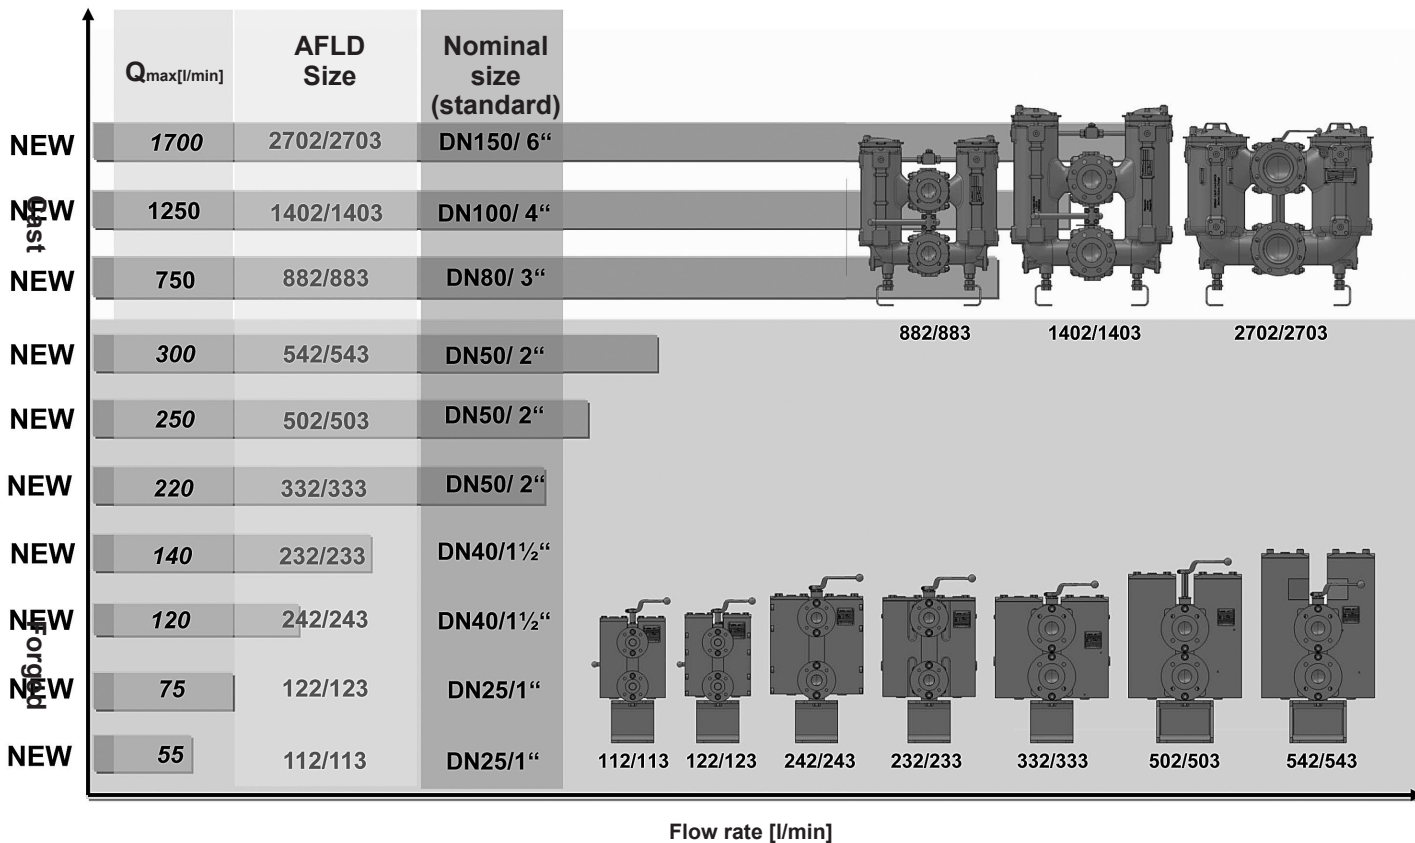 Qmax[l/min]
AFLD
Size
Nominal
size
(standard)
NEW 1700 2702/2703 DN150/ 6“
NEW 1250 1402/1403 DN100/ 4“
Cast
NEW 750 882/883 DN80/ 3“
882/883 1402/1403 2702/2703
NEW 300 542/543 DN50/ 2“
NEW 250 502/503 DN50/ 2“
NEW 220 332/333 DN50/ 2“
NEW 140 232/233 DN40/1½“
NEW 120 242/243 DN40/1½“
Forged
NEW 75 122/123 DN25/1“
NEW 55 112/113 DN25/1“
112/113 122/123 242/243 232/233 332/333 502/503 542/543
Flow rate [l/min]